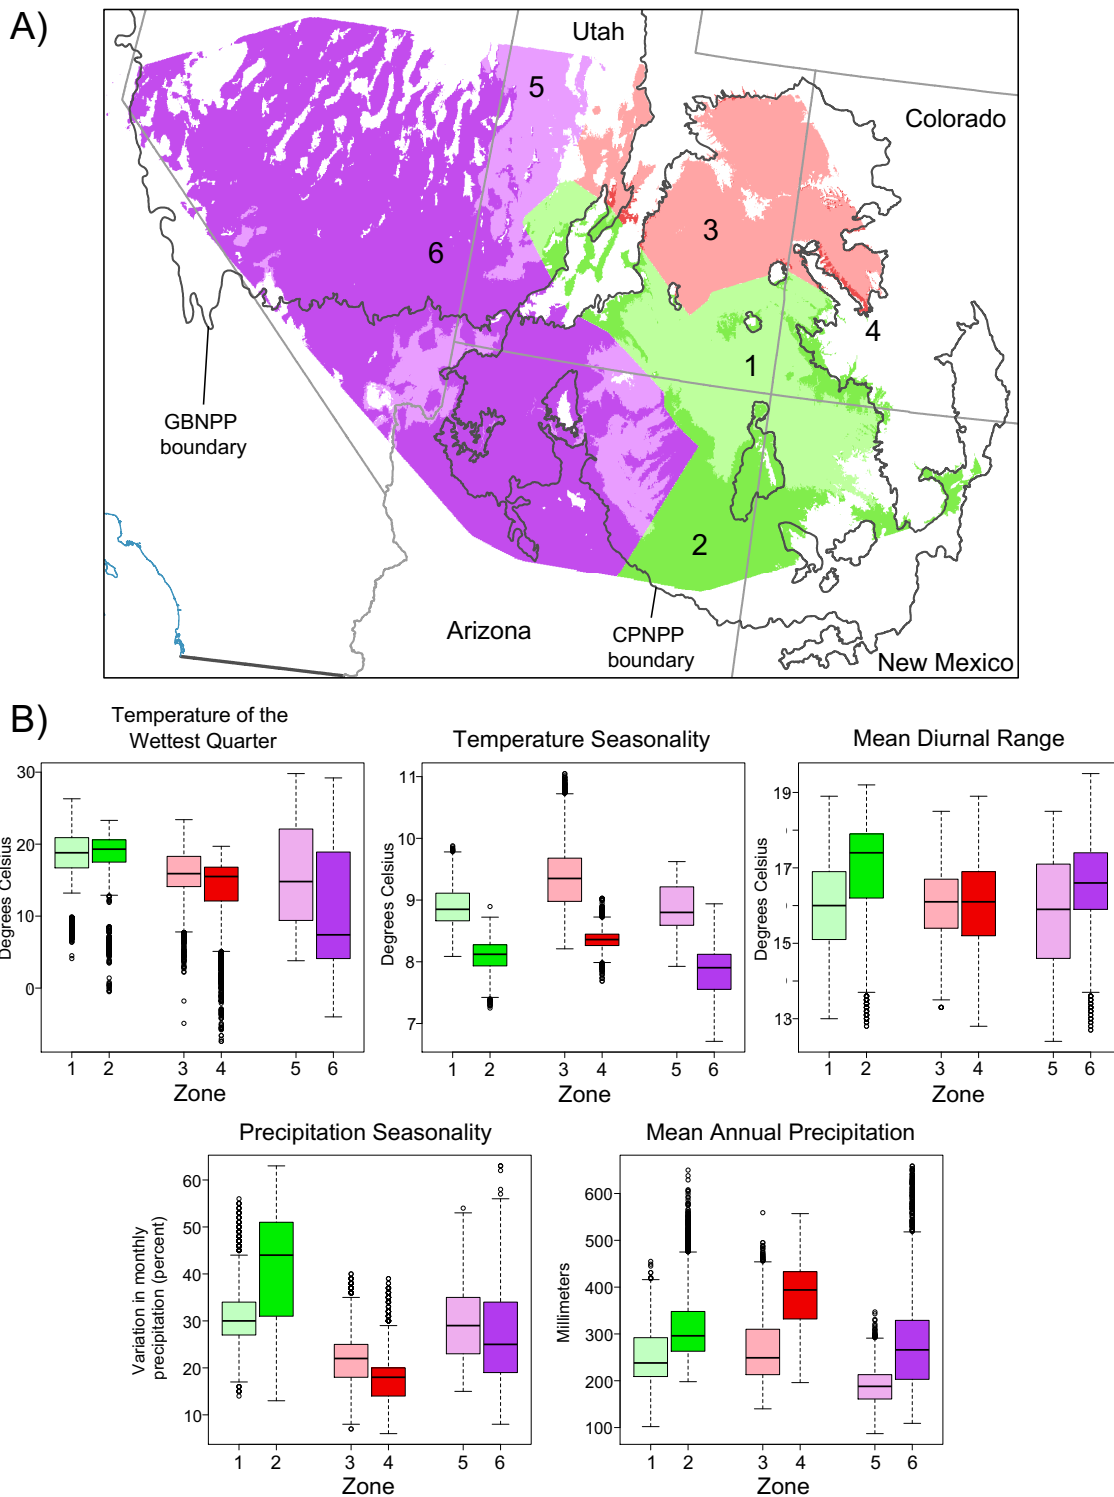 A)
Utah
5
Colorado
3
6
4
1
GBNPP
boundary
2
Arizona
CPNPP
boundary
New Mexico
B)
Temperature of the
Wettest Quarter
Temperature Seasonality
Mean Diurnal Range
Degrees Celsius
30
20
10
0
1 2 3 4 5 6
Zone
Degrees Celsius
11
10
9
8
7
1 2 3 4 5 6
Zone
Degrees Celsius
19
17
15
13
1 2 3 4 5 6
Zone
Precipitation Seasonality
Mean Annual Precipitation
Variation in monthly
precipitation (percent)
60
50
40
30
20
10
1 2 3 4 5 6
Zone
Millimeters
600
500
400
300
200
100
1 2 3 4 5 6
Zone